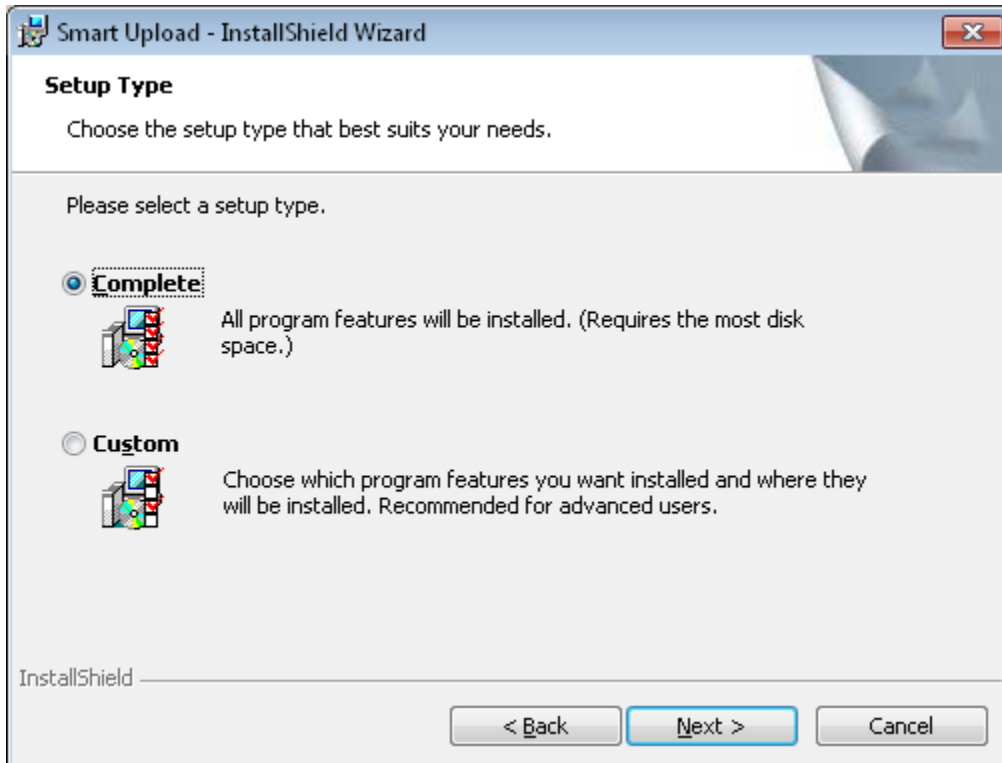 Smart Upload - InstallShield Wizard
Setup Type
Choose the setup type that best suits your needs.
Please select a setup type.
Complete
All program features will be installed. (Requires the most disk
space.)
Custom
Choose which program features you want installed and where they
will be installed. Recommended for advanced users.
InstallShield
< Back
Next >
Cancel